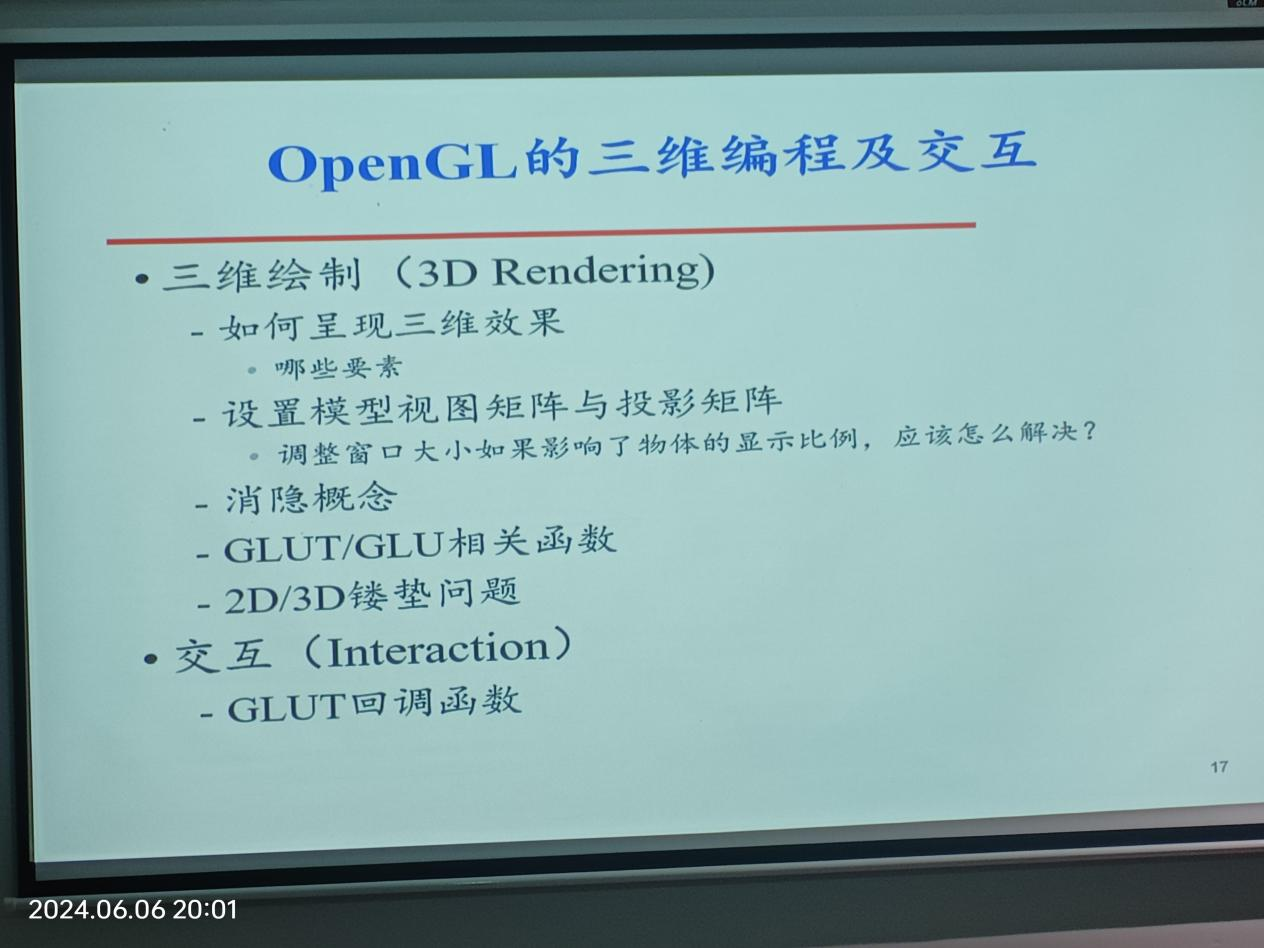 OpenGL的三维编程及交互
• 三维绘制（3D Rendering)
- 如何呈现三维效果
• 哪些要素
- 设置模型视图矩阵与投影矩阵
• 调整窗口大小如果影响了物体的显示比例，应该怎么解决？
- 消隐概念
- GLUT/GLU相关函数
- 2D/3D镂垫问题
• 交互（Interaction）
- GLUT回调函数
17
2024.06.06 20:01